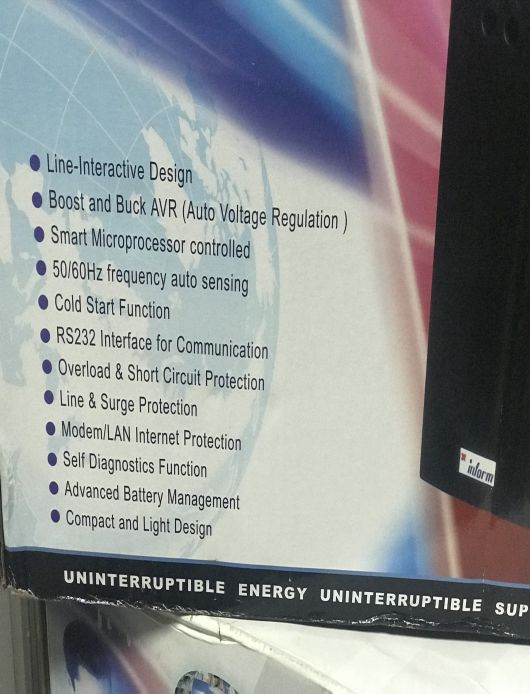 ● Line-Interactive Design
● Boost and Buck AVR (Auto Voltage Regulation )
● Smart Microprocessor controlled
● 50/60Hz frequency auto sensing
● Cold Start Function
● RS232 Interface for Communication
● Overload & Short Circuit Protection
● Line & Surge Protection
● Modem/LAN Internet Protection
● Self Diagnostics Function
● Advanced Battery Management
● Compact and Light Design
inform
UNINTERRUPTIBLE ENERGY UNINTERRUPTIBLE SUP